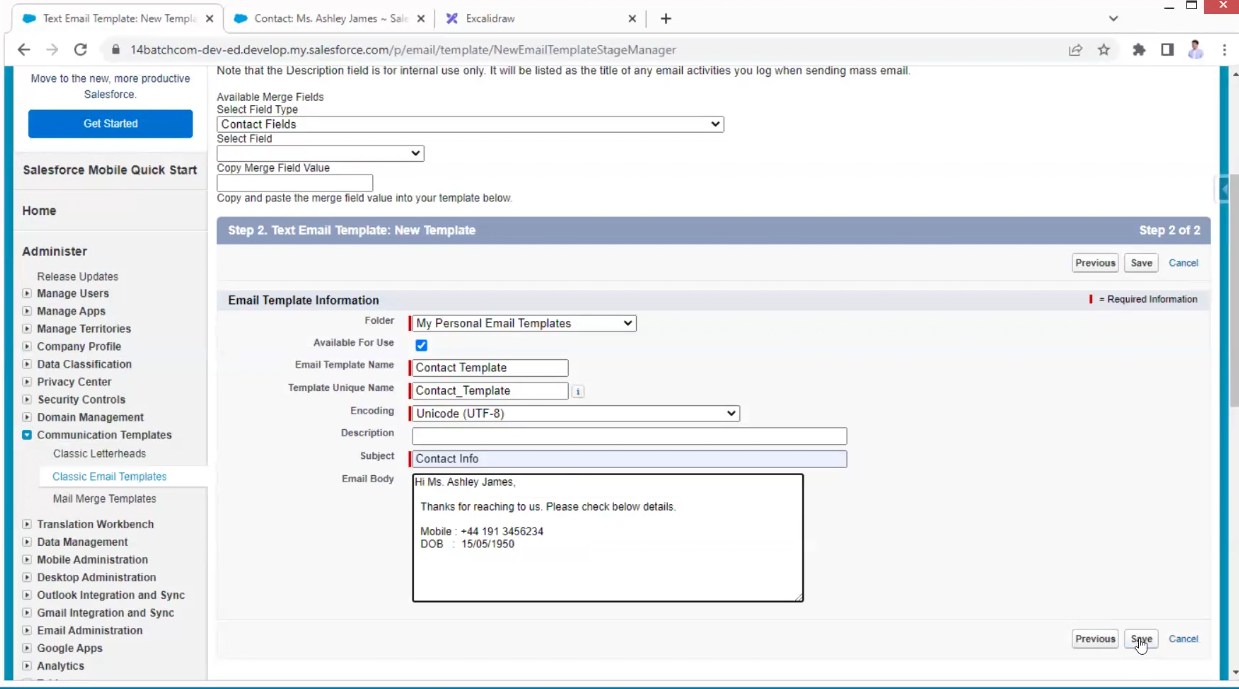 Text Email Template: New Templa
Contact: Ms. Ashley James ~ Sale
Excalidraw
14batchcom-dev-ed.develop.my.salesforce.com/p/email/template/NewEmailTemplateStageManager
Move to the new, more productive
Salesforce.
Get Started
Salesforce Mobile Quick Start
Home
Administer
Release Updates
Manage Users
Manage Apps
Manage Territories
Company Profile
Data Classification
Privacy Center
Security Controls
Domain Management
Communication Templates
Classic Letterheads
Classic Email Templates
Mail Merge Templates
Translation Workbench
Data Management
Mobile Administration
Desktop Administration
Outlook Integration and Sync
Gmail Integration and Sync
Email Administration
Google Apps
Analytics
Note that the Description field is for internal use only. It will be listed as the title of any email activities you log when sending mass email.
Available Merge Fields
Select Field Type
Contact Fields
Select Field
Copy Merge Field Value
Copy and paste the merge field value into your template below.
Step 2. Text Email Template: New Template Step 2 of 2
Previous Save Cancel
Email Template Information = Required Information
Folder My Personal Email Templates
Available For Use
Email Template Name Contact Template
Template Unique Name Contact_Template i
Encoding Unicode (UTF-8)
Description
Subject Contact Info
Email Body
Hi Ms. Ashley James,
Thanks for reaching to us. Please check below details.
Mobile : +44 191 3456234
DOB : 15/05/1950
Previous Save Cancel